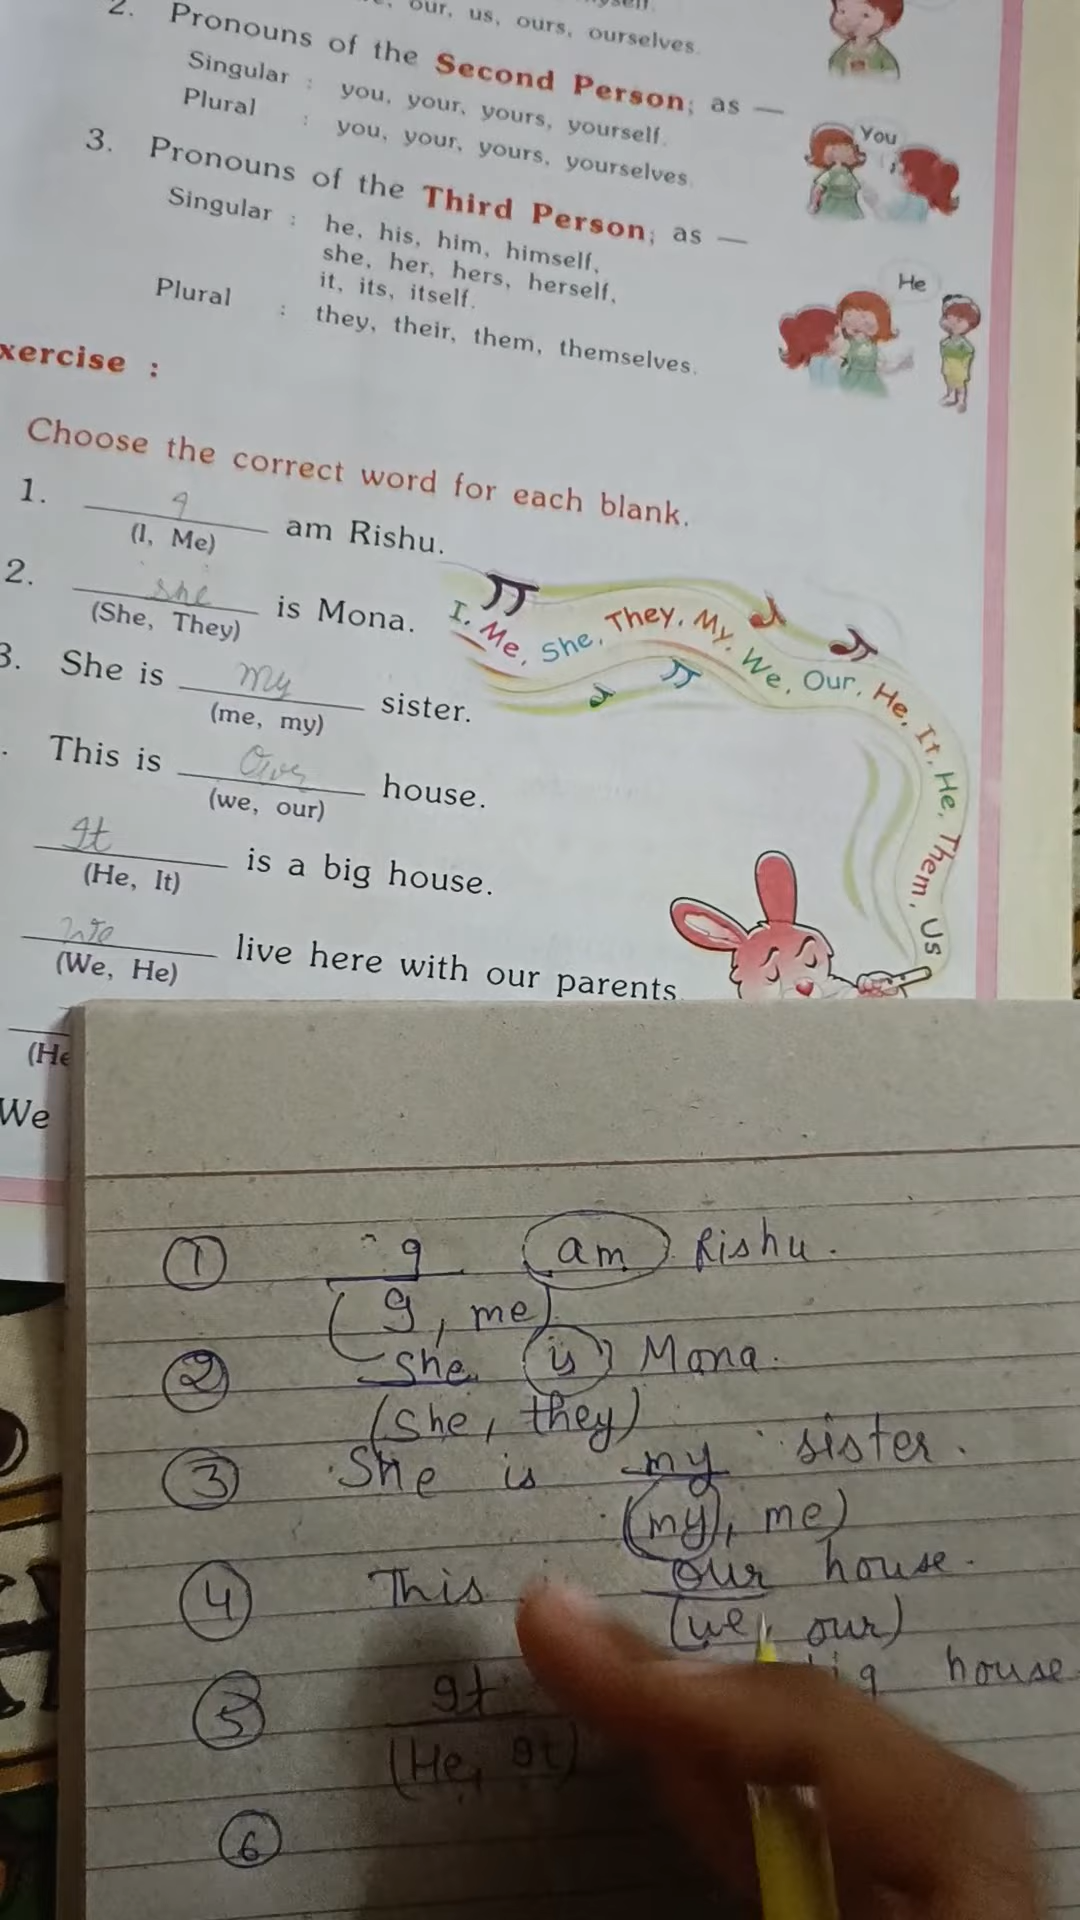 our, us, ours, ourselves.
2. Pronouns of the Second Person; as —
Singular : you, your, yours, yourself.
Plural : you, your, yours, yourselves.
You
3. Pronouns of the Third Person; as —
Singular : he, his, him, himself,
she, her, hers, herself,
it, its, itself.
Plural : they, their, them, themselves.
He
xercise :
Choose the correct word for each blank.
1. I am Rishu.
(I, Me)
2. she is Mona.
(She, They)
3. She is my sister.
(me, my)
. This is Our house.
(we, our)
It is a big house.
(He, It)
we live here with our parents
(We, He)
I, Me, She, They, My, We, Our, He, It, He, Them, Us
(He
We
1 I am Rishu.
(I, me)
2 She is Mona.
(she, they)
3 She is my sister.
(my, me)
4 This our house.
(we, our)
5 It house
(He, It)
6